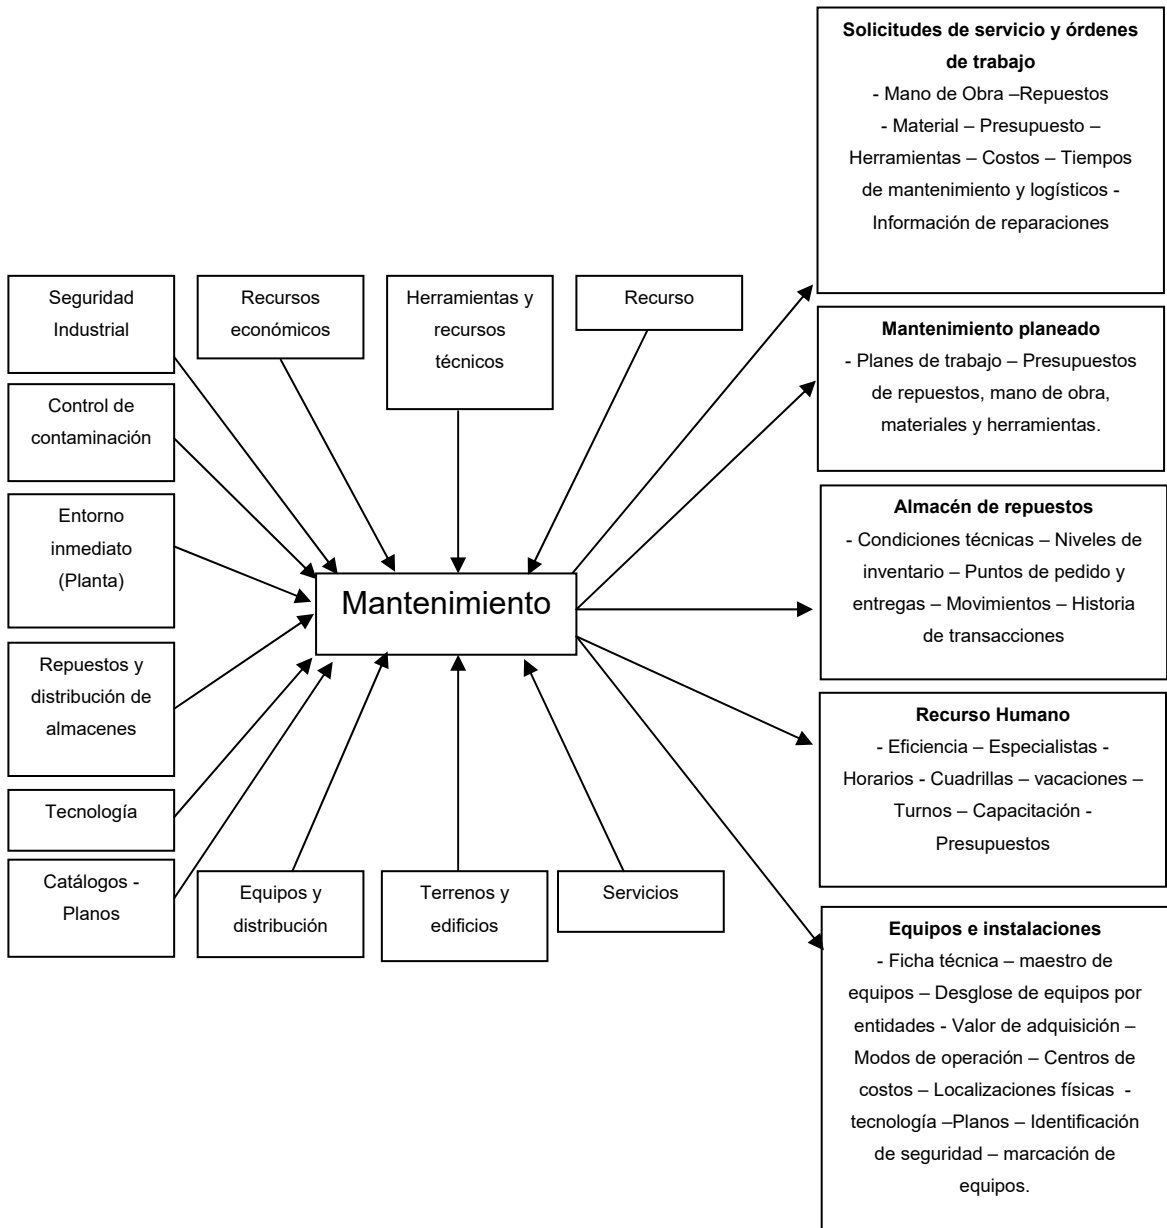 Solicitudes de servicio y órdenes
de trabajo
- Mano de Obra –Repuestos
- Material – Presupuesto –
Herramientas – Costos – Tiempos
de mantenimiento y logísticos -
Información de reparaciones
Seguridad
Industrial
Recursos
económicos
Herramientas y
recursos
técnicos
Recurso
Mantenimiento planeado
- Planes de trabajo – Presupuestos
de repuestos, mano de obra,
materiales y herramientas.
Control de
contaminación
Entorno
inmediato
(Planta)
Mantenimiento
Almacén de repuestos
- Condiciones técnicas – Niveles de
inventario – Puntos de pedido y
entregas – Movimientos – Historia
de transacciones
Repuestos y
distribución de
almacenes
Recurso Humano
- Eficiencia – Especialistas -
Horarios - Cuadrillas – vacaciones –
Turnos – Capacitación -
Presupuestos
Tecnología
Catálogos -
Planos
Equipos y
distribución
Terrenos y
edificios
Servicios
Equipos e instalaciones
- Ficha técnica – maestro de
equipos – Desglose de equipos por
entidades - Valor de adquisición –
Modos de operación – Centros de
costos – Localizaciones físicas -
tecnología –Planos – Identificación
de seguridad – marcación de
equipos.